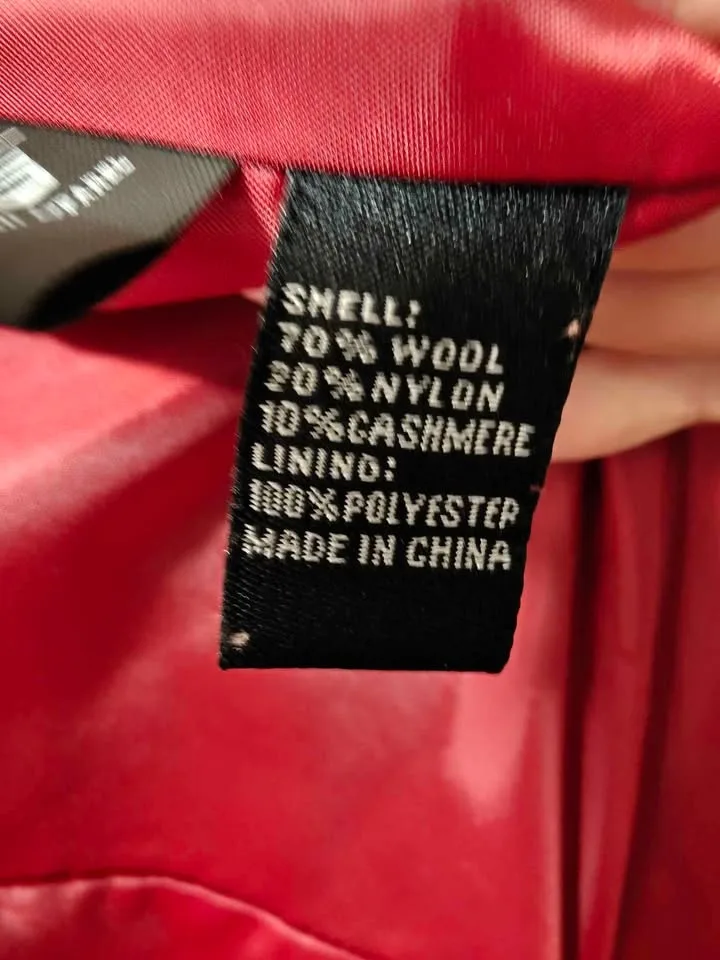 SHELL:
70% WOOL
20% NYLON
10% CASHMERE
LINING:
100% POLYESTER
MADE IN CHINA